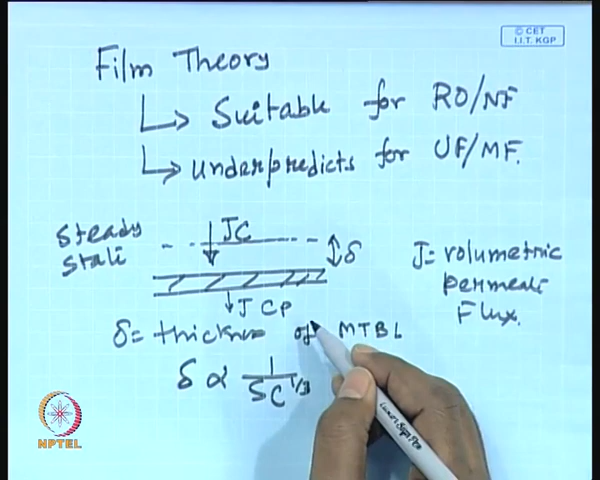 © CET
I.I.T. KGP
Film Theory
↳ Suitable for RO/NF
↳ Underpredicts for UF/MF.
Steady
State
JC
δ
J CP
J = volumetric
permeate
Flux.
δ = thickness of MTBL
δ ∝ 1/SC^1/3
NPTEL
Luxor